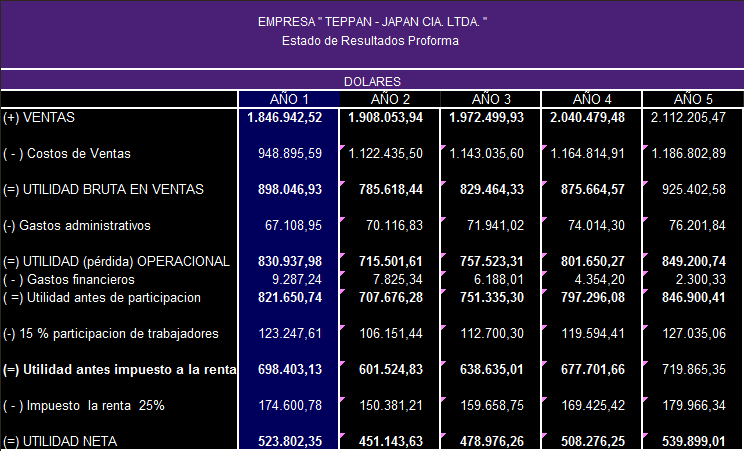 EMPRESA " TEPPAN - JAPAN CIA. LTDA. "
Estado de Resultados Proforma
DOLARES
AÑO 1 AÑO 2 AÑO 3 AÑO 4 AÑO 5
(+) VENTAS 1.846.942,52 1.908.053,94 1.972.499,93 2.040.479,48 2.112.205,47
( - ) Costos de Ventas 948.895,59 1.122.435,50 1.143.035,60 1.164.814,91 1.186.802,89
(=) UTILIDAD BRUTA EN VENTAS 898.046,93 785.618,44 829.464,33 875.664,57 925.402,58
(-) Gastos administrativos 67.108,95 70.116,83 71.941,02 74.014,30 76.201,84
(=) UTILIDAD (pérdida) OPERACIONAL 830.937,98 715.501,61 757.523,31 801.650,27 849.200,74
( - ) Gastos financieros 9.287,24 7.825,34 6.188,01 4.354,20 2.300,33
( =) Utilidad antes de participacion 821.650,74 707.676,28 751.335,30 797.296,08 846.900,41
(-) 15 % participacion de trabajadores 123.247,61 106.151,44 112.700,30 119.594,41 127.035,06
(=) Utilidad antes impuesto a la renta 698.403,13 601.524,83 638.635,01 677.701,66 719.865,35
( - ) Impuesto la renta 25% 174.600,78 150.381,21 159.658,75 169.425,42 179.966,34
(=) UTILIDAD NETA 523.802,35 451.143,63 478.976,26 508.276,25 539.899,01